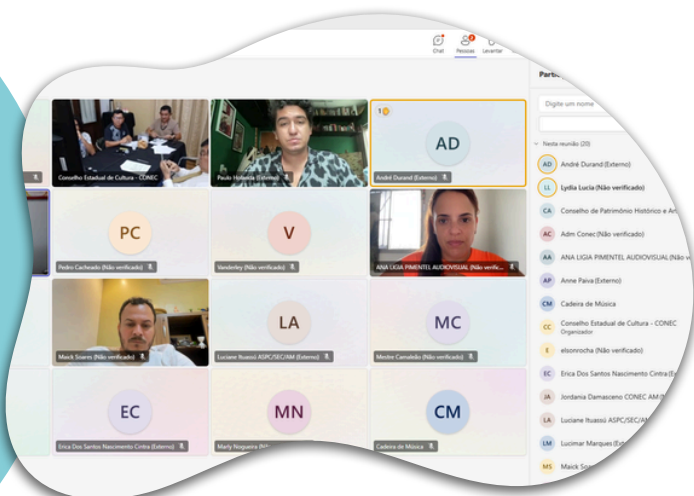 Chat
Pessoas
Levantar
Digite um nome
Nesta reunião (20)
Conselho Estadual de Cultura - CONEC
Paulo Holanda (Externo)
1
AD
André Durand (Externo)
PC
Pedro Cacheado (Não verificado)
V
Vanderley (Não verificado)
ANA LIGIA PIMENTEL AUDIOVISUAL (Não verific...
Maick Soares (Não verificado)
LA
Luciane Ituassú ASPC/SEC/AM (Externo)
MC
Mestre Camaleão (Não verificado)
EC
Erica Dos Santos Nascimento Cintra (Externo)
MN
Marly Nogueira
CM
Cadeira de Música
AD
André Durand (Externo)
LL
Lydia Lucia (Não verificado)
CA
Conselho de Patrimônio Histórico e
AC
Adm Conec (Não verificado)
AA
ANA LIGIA PIMENTEL AUDIOVISUAL (Não
AP
Anne Paiva (Externo)
CM
Cadeira de Música
CC
Conselho Estadual de Cultura - CONEC
Organizador
E
elsonrocha (Não verificado)
EC
Erica Dos Santos Nascimento Cintra
JA
Jordania Damasceno CONEC AM
LA
Luciane Ituassú ASPC/SEC/
LM
Lucimar Marques
MS
Maick